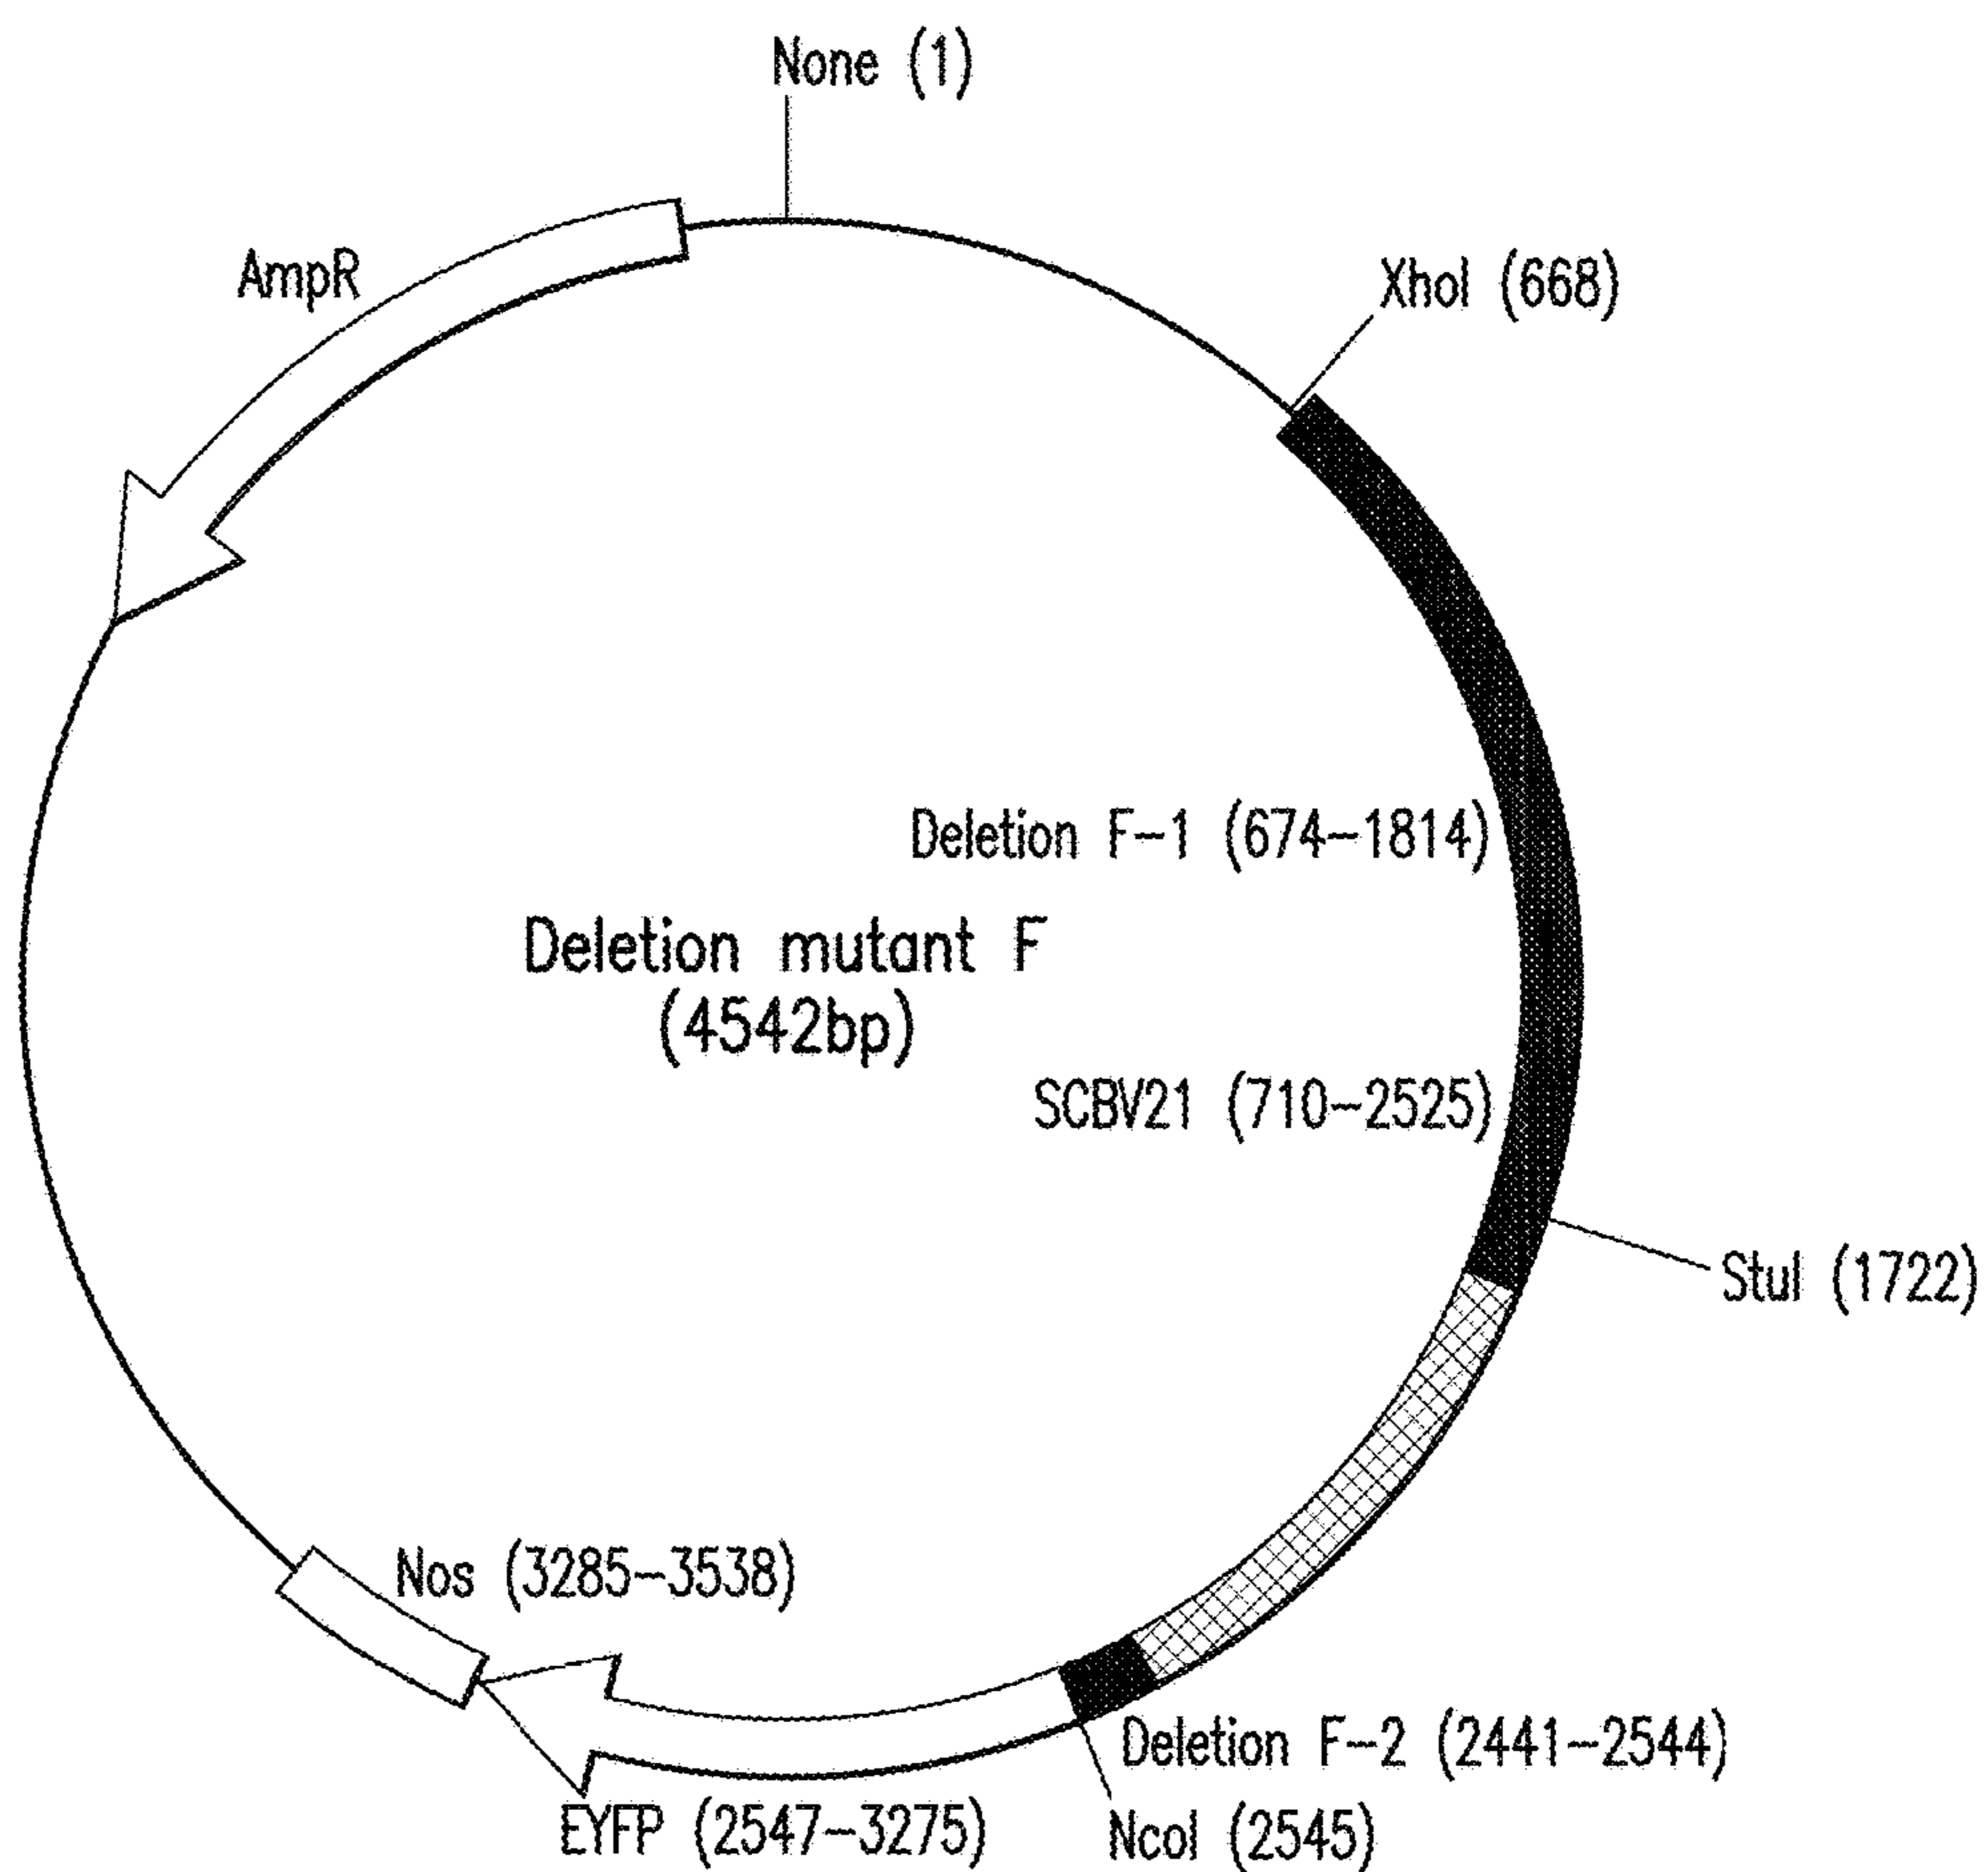 None (1)
AmpR
XhoI (668)
Deletion F-1 (674-1814)
Deletion mutant F
(4542bp)
SCBV21 (710-2525)
StuI (1722)
Nos (3285-3538)
Deletion F-2 (2441-2544)
EYFP (2547-3275)
NcoI (2545)